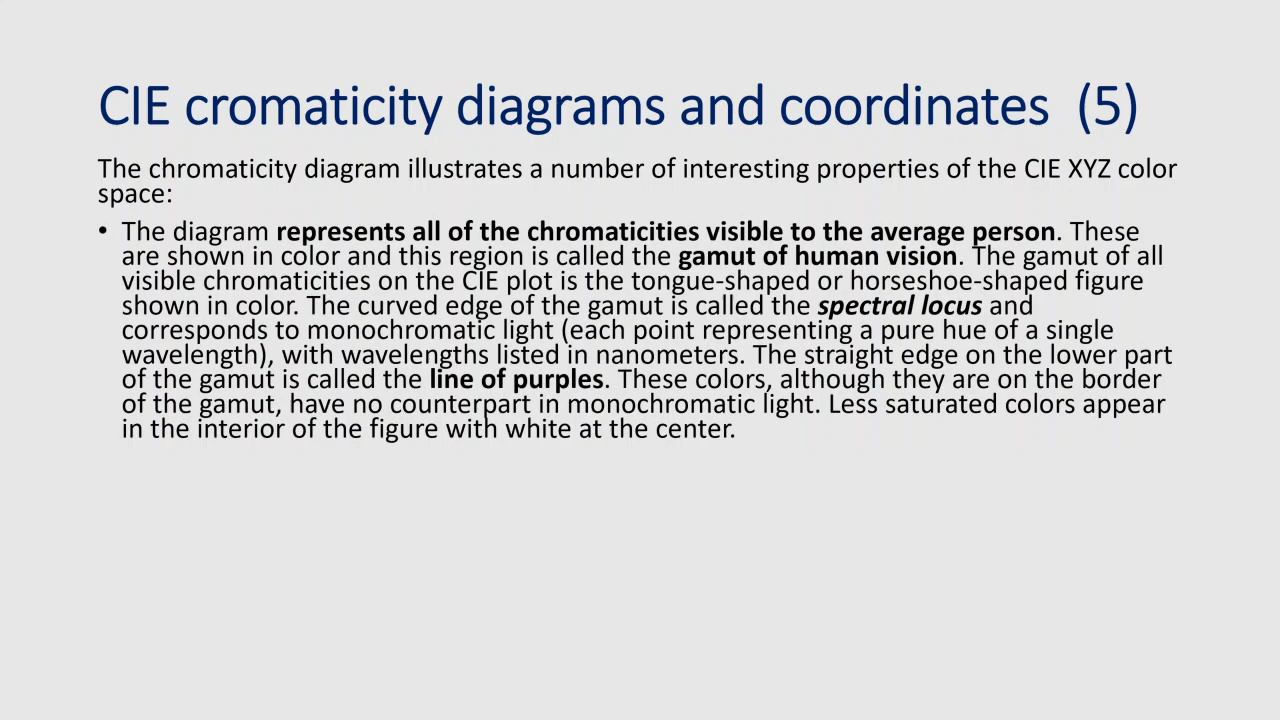 CIE cromaticity diagrams and coordinates (5)
The chromaticity diagram illustrates a number of interesting properties of the CIE XYZ color
space:
• The diagram represents all of the chromaticities visible to the average person. These
are shown in color and this region is called the gamut of human vision. The gamut of all
visible chromaticities on the CIE plot is the tongue-shaped or horseshoe-shaped figure
shown in color. The curved edge of the gamut is called the spectral locus and
corresponds to monochromatic light (each point representing a pure hue of a single
wavelength), with wavelengths listed in nanometers. The straight edge on the lower part
of the gamut is called the line of purples. These colors, although they are on the border
of the gamut, have no counterpart in monochromatic light. Less saturated colors appear
in the interior of the figure with white at the center.